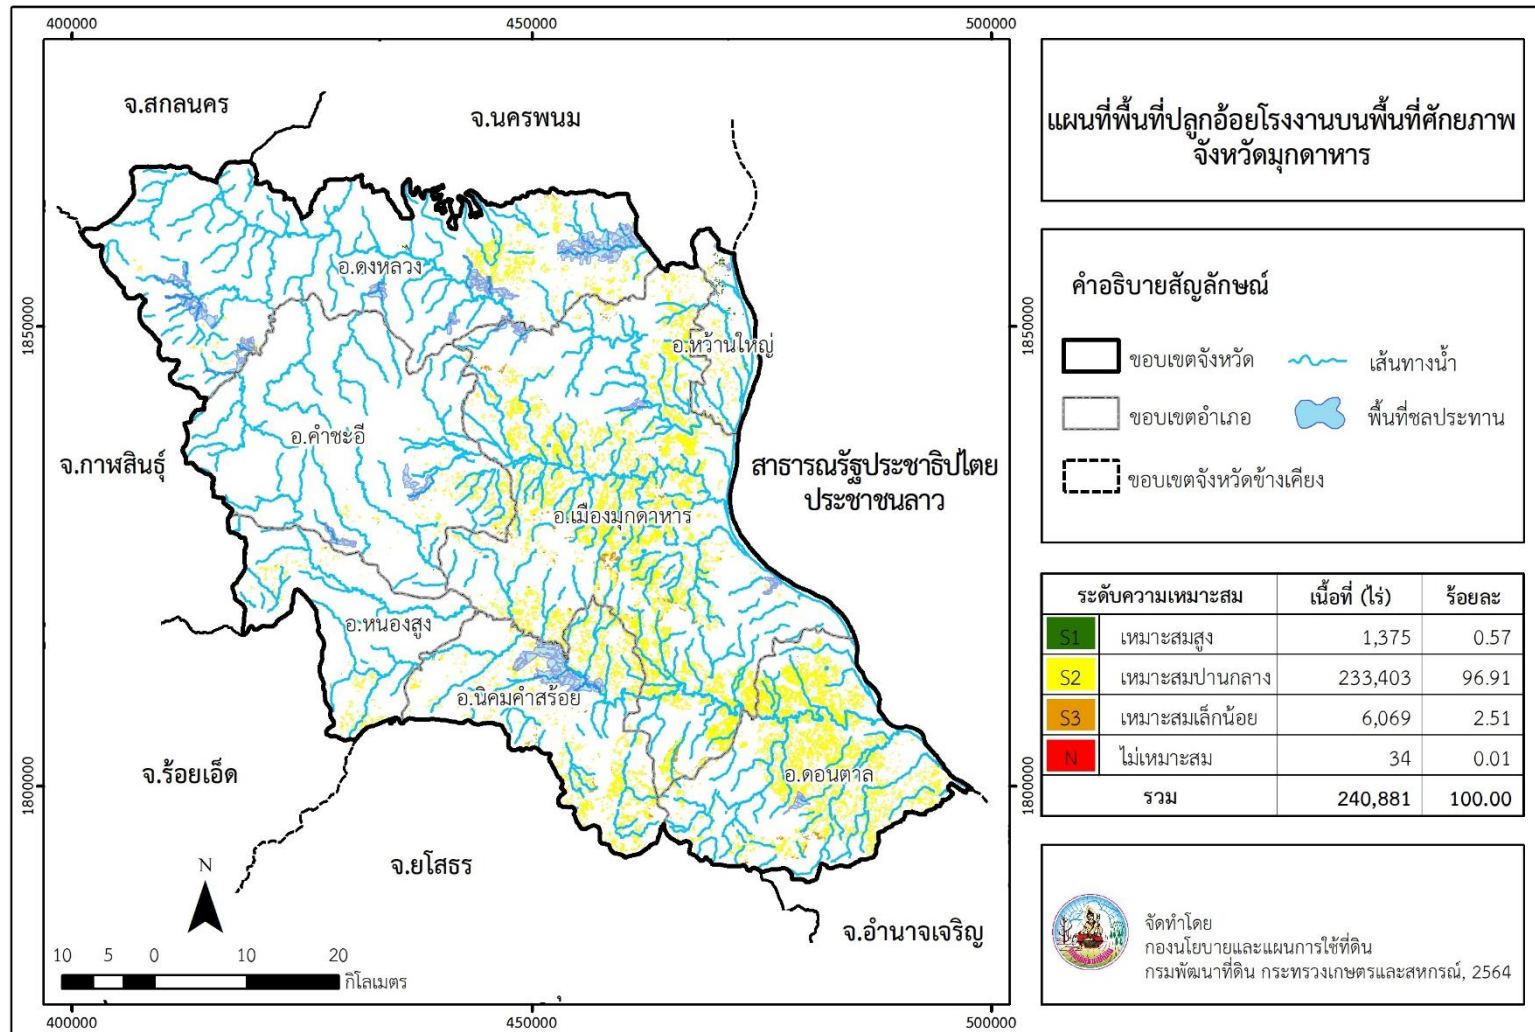 400000 450000 500000
จ.สกลนคร
จ.นครพนม
อ.ดงหลวง
1850000
1850000
อ.หว้านใหญ่
อ.คำชะอี
จ.กาฬสินธุ์
สาธารณรัฐประชาธิปไตย
ประชาชนลาว
อ.เมืองมุกดาหาร
อ.หนองสูง
อ.นิคมคำสร้อย
จ.ร้อยเอ็ด
อ.ดอนตาล
1800000
1800000
จ.ยโสธร
N
จ.อำนาจเจริญ
10 5 0 10 20
กิโลเมตร
400000 450000 500000
แผนที่พื้นที่ปลูกอ้อยโรงงานบนพื้นที่ศักยภาพ
จังหวัดมุกดาหาร
คำอธิบายสัญลักษณ์
ขอบเขตจังหวัด เส้นทางน้ำ
ขอบเขตอำเภอ พื้นที่ชลประทาน
ขอบเขตจังหวัดข้างเคียง
ระดับความเหมาะสม เนื้อที่ (ไร่) ร้อยละ
S1 เหมาะสมสูง 1,375 0.57
S2 เหมาะสมปานกลาง 233,403 96.91
S3 เหมาะสมเล็กน้อย 6,069 2.51
N ไม่เหมาะสม 34 0.01
รวม 240,881 100.00
จัดทำโดย
กองนโยบายและแผนการใช้ที่ดิน
กรมพัฒนาที่ดิน กระทรวงเกษตรและสหกรณ์, 2564